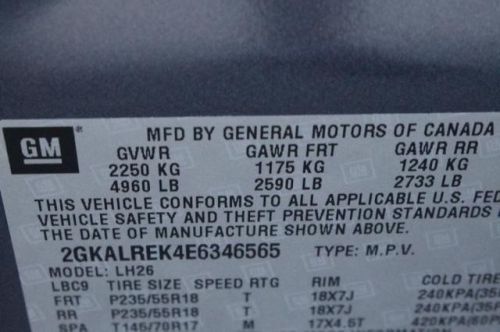 GM
MFD BY GENERAL MOTORS OF CANADA
GVWR GAWR FRT GAWR RR
2250 KG 1175 KG 1240 KG
4960 LB 2590 LB 2733 LB
THIS VEHICLE CONFORMS TO ALL APPLICABLE U.S. FED
VEHICLE SAFETY AND THEFT PREVENTION STANDARDS
THE DATE OF MANUFACTURE SHOWN ABOVE.
2GKALREK4E6346565 TYPE: M.P.V.
MODEL: LH26
LBC9 TIRE SIZE SPEED RTG RIM COLD TIRE
FRT P235/55R18 T 18X7J 240KPA(35
RR P235/55R18 T 18X7J 240KPA(35
SPA T145/70R17 M 17X4.5T 420KPA(60P